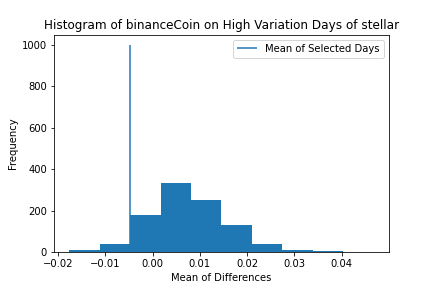 Histogram of binanceCoin on High Variation Days of stellar
Mean of Selected Days
Frequency
1000
800
600
400
200
0
−0.02 −0.01 0.00 0.01 0.02 0.03 0.04
Mean of Differences